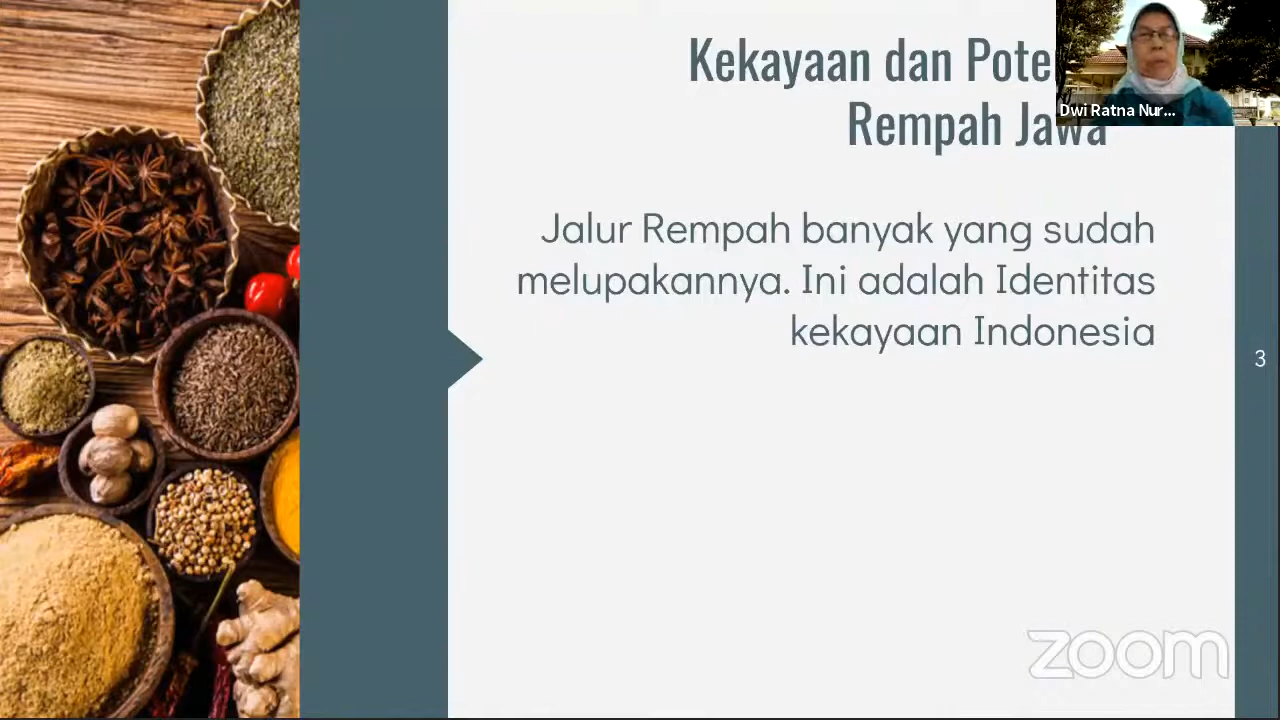 Kekayaan dan Pote
Rempah Jawa
Dwi Ratna Nur...
Jalur Rempah banyak yang sudah
melupakannya. Ini adalah Identitas
kekayaan Indonesia
3
zoom